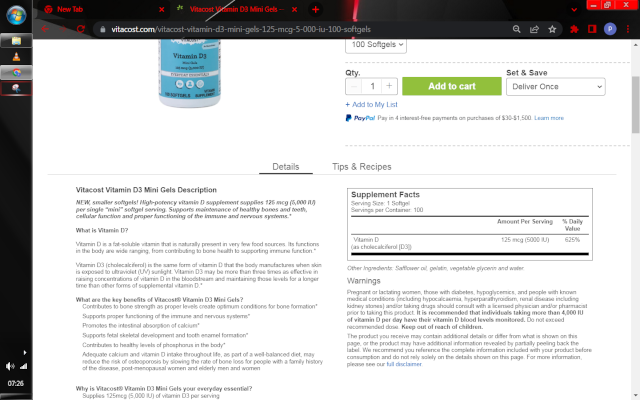 New Tab
Vitacost Vitamin D3 Mini Gels —
vitacost.com/vitacost-vitamin-d3-mini-gels-125-mcg-5-000-iu-100-softgels
P
100 Softgels
Vitacost
Vitamin D3
Qty.
Set & Save
1
+
Add to cart
Deliver Once
+ Add to My List
PayPal Pay in 4 interest-free payments on purchases of $30-$1,500. Learn more
Details
Tips & Recipes
Vitacost Vitamin D3 Mini Gels Description
NEW, smaller softgels! High-potency vitamin D supplement supplies 125 mcg (5,000 IU)
per single “mini” softgel serving. Supports maintenance of healthy bones and teeth,
cellular function and proper functioning of the immune and nervous systems.*
What is Vitamin D?
Vitamin D is a fat-soluble vitamin that is naturally present in very few food sources. Its functions
in the body are wide ranging, from contributing to bone health to supporting immune function.*
Vitamin D3 (cholecalciferol) is the same form of vitamin D that the body manufactures when skin
is exposed to ultraviolet (UV) sunlight. Vitamin D3 may be more than three times as effective in
raising concentrations of vitamin D in the bloodstream and maintaining those levels for a longer
time than other forms of supplemental vitamin D.*
What are the key benefits of Vitacost® Vitamin D3 Mini Gels?
Contributes to bone strength as proper levels create optimum conditions for bone formation*
Supports proper functioning of the immune and nervous systems*
Promotes the intestinal absorption of calcium*
Supports fetal skeletal development and tooth enamel formation*
Contributes to healthy levels of phosphorus in the body*
Adequate calcium and vitamin D intake throughout life, as part of a well-balanced diet, may
reduce the risk of osteoporosis by slowing the rate of bone loss for people with a family history
of the disease, post-menopausal women and elderly men and women
Why is Vitacost® Vitamin D3 Mini Gels your everyday essential?
Supplies 125mcg (5,000 IU) of vitamin D3 per serving
Supplement Facts
Serving Size: 1 Softgel
Servings per Container: 100
Amount Per Serving
% Daily
Value
Vitamin D
125 mcg (5000 IU)
625%
(as cholecalciferol [D3])
Other Ingredients: Safflower oil, gelatin, vegetable glycerin and water.
Warnings
Pregnant or lactating women, those with diabetes, hypoglycemics, and people with known
medical conditions (including hypocalcaemia, hyperparathyroidism, renal disease including
kidney stones) and/or taking drugs should consult with a licensed physician and/or pharmacist
prior to taking this product. It is recommended that individuals taking more than 4,000 IU
of vitamin D per day have their vitamin D blood levels monitored. Do not exceed
recommended dose. Keep out of reach of children.
The product you receive may contain additional details or differ from what is shown on this
page, or the product may have additional information revealed by partially peeling back the
label. We recommend you reference the complete information included with your product before
consumption and do not rely solely on the details shown on this page. For more information,
please see our full disclaimer.
07:26